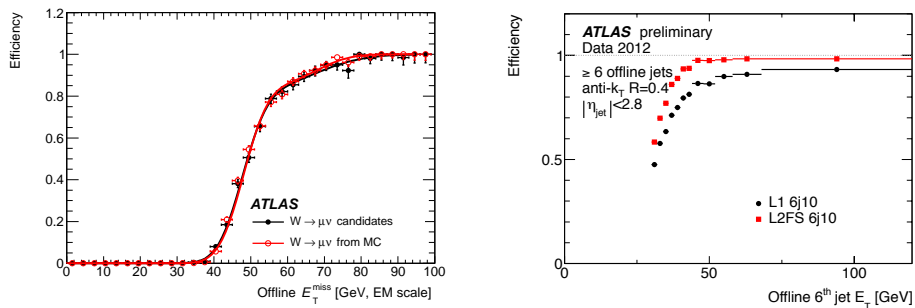 Efficiency
1.2
1
0.8
0.6
0.4
0.2
0
ATLAS
W → μν candidates
W → μν from MC
0 10 20 30 40 50 60 70 80 90 100
Offline E_T^miss [GeV, EM scale]
Efficiency
ATLAS preliminary
Data 2012
1
≥ 6 offline jets
anti-k_T R=0.4
|η_jet|<2.8
0.5
L1 6j10
L2FS 6j10
0 50 100
Offline 6th jet E_T [GeV]